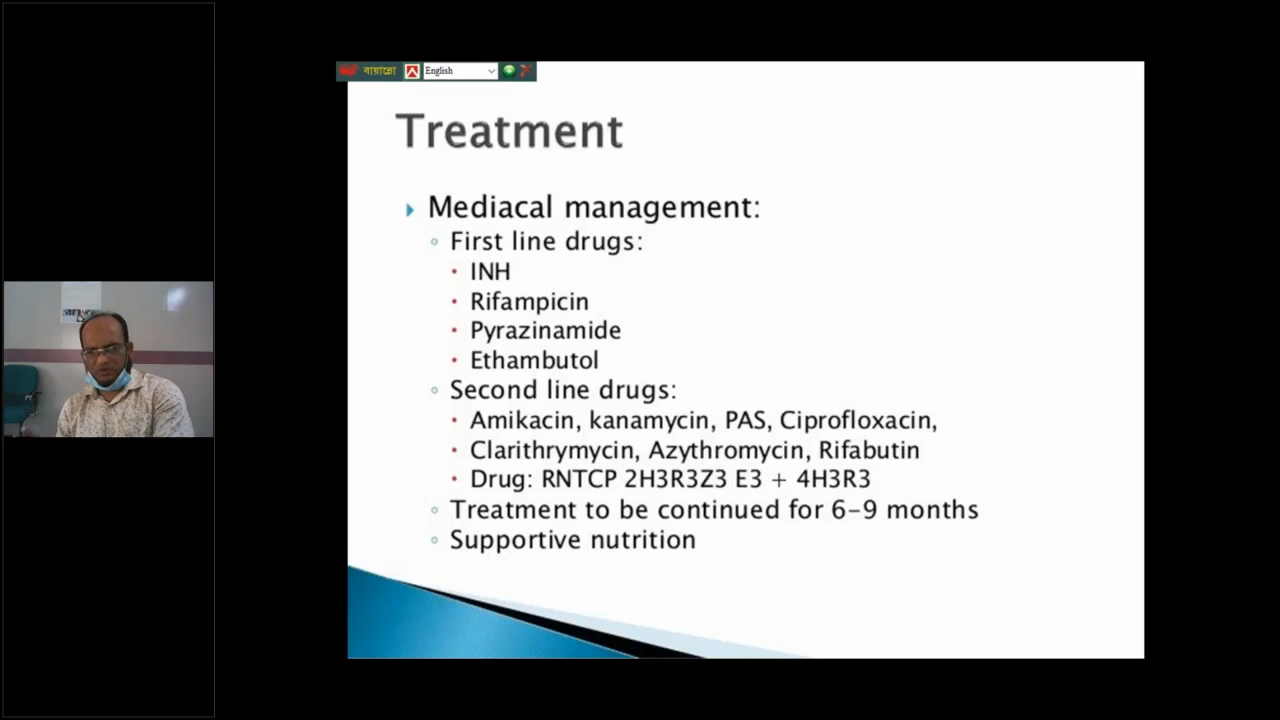 বায়ান্নো English
Treatment
Mediacal management:
First line drugs:
INH
Rifampicin
Pyrazinamide
Ethambutol
Second line drugs:
Amikacin, kanamycin, PAS, Ciprofloxacin,
Clarithrymycin, Azythromycin, Rifabutin
Drug: RNTCP 2H3R3Z3 E3 + 4H3R3
Treatment to be continued for 6-9 months
Supportive nutrition